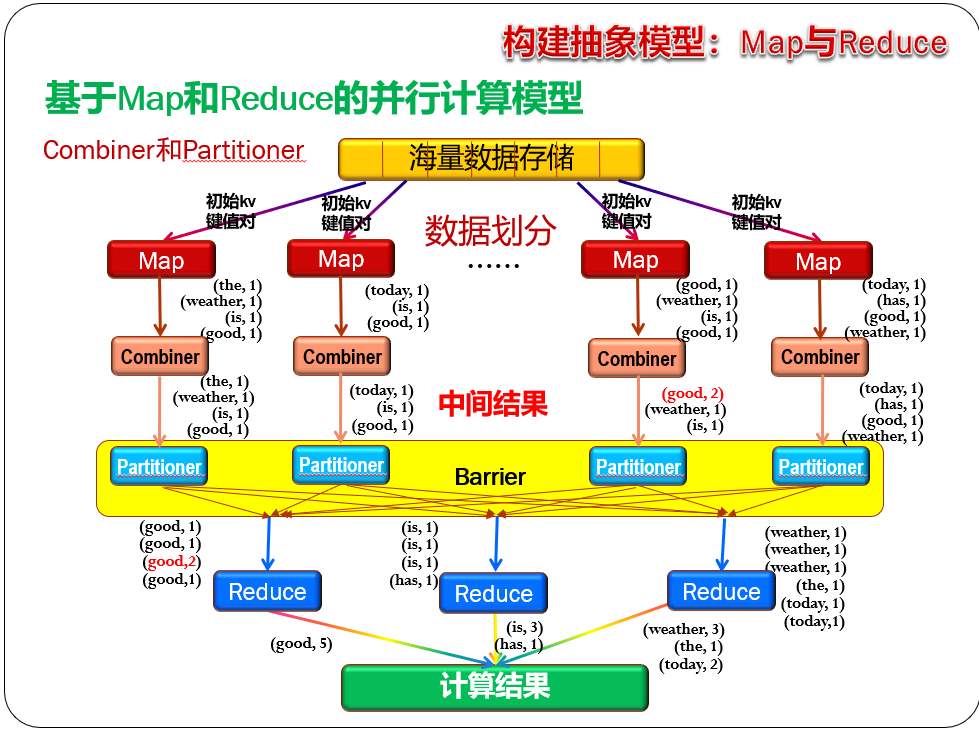 构建抽象模型：Map与Reduce
基于Map和Reduce的并行计算模型
Combiner和Partitioner
海量数据存储
初始kv
键值对
初始kv
键值对
初始kv
键值对
初始kv
键值对
数据划分
……
Map
Map
Map
Map
(the, 1)
(weather, 1)
(is, 1)
(good, 1)
(today, 1)
(is, 1)
(good, 1)
(good, 1)
(weather, 1)
(is, 1)
(good, 1)
(today, 1)
(has, 1)
(good, 1)
(weather, 1)
Combiner
Combiner
Combiner
Combiner
(the, 1)
(weather, 1)
(is, 1)
(good, 1)
(today, 1)
(is, 1)
(good, 1)
中间结果
(good, 2)
(weather, 1)
(is, 1)
(today, 1)
(has, 1)
(good, 1)
(weather, 1)
Partitioner
Partitioner
Barrier
Partitioner
Partitioner
(good, 1)
(good, 1)
(good,2)
(good,1)
(is, 1)
(is, 1)
(is, 1)
(has, 1)
(weather, 1)
(weather, 1)
(weather, 1)
(the, 1)
(today, 1)
(today,1)
Reduce
Reduce
Reduce
(good, 5)
(is, 3)
(has, 1)
(weather, 3)
(the, 1)
(today, 2)
计算结果